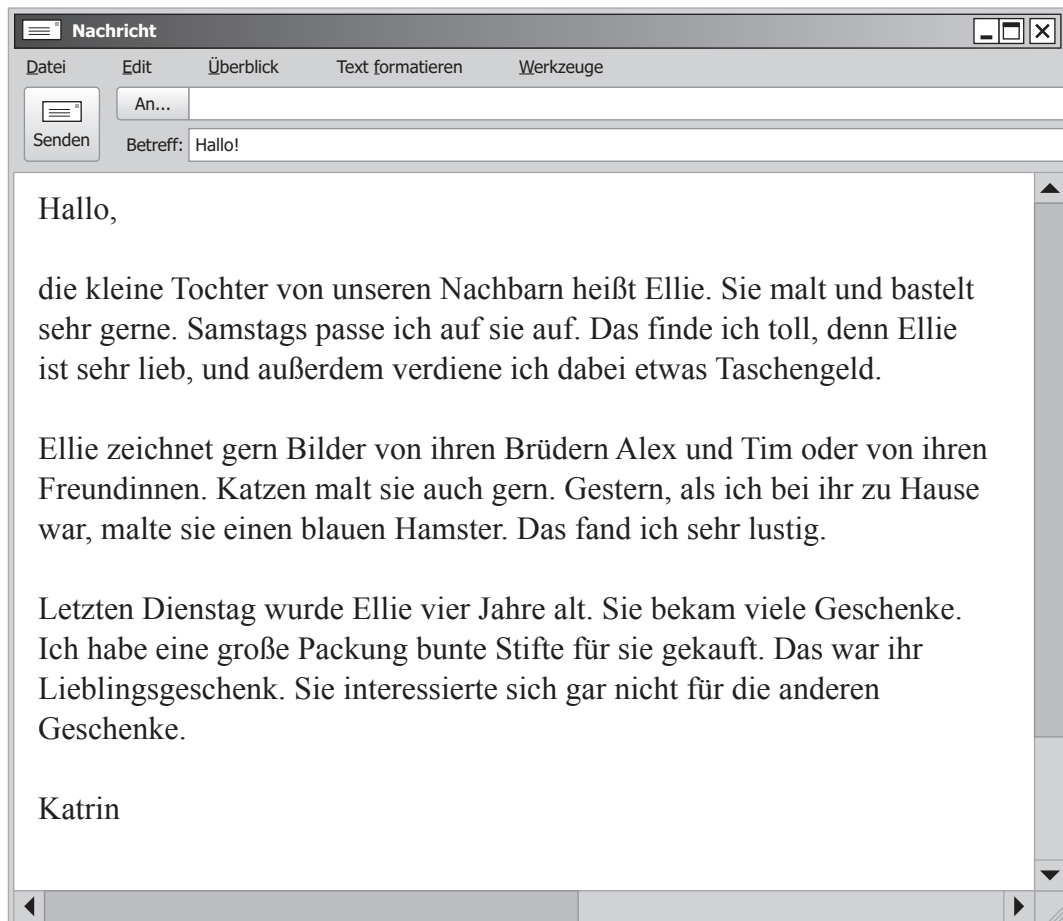 Nachricht
Datei Edit Überblick Text formatieren Werkzeuge
An...
Senden
Betreff: Hallo!
Hallo,
die kleine Tochter von unseren Nachbarn heißt Ellie. Sie malt und bastelt
sehr gerne. Samstags passe ich auf sie auf. Das finde ich toll, denn Ellie
ist sehr lieb, und außerdem verdiene ich dabei etwas Taschengeld.
Ellie zeichnet gern Bilder von ihren Brüdern Alex und Tim oder von ihren
Freundinnen. Katzen malt sie auch gern. Gestern, als ich bei ihr zu Hause
war, malte sie einen blauen Hamster. Das fand ich sehr lustig.
Letzten Dienstag wurde Ellie vier Jahre alt. Sie bekam viele Geschenke.
Ich habe eine große Packung bunte Stifte für sie gekauft. Das war ihr
Lieblingsgeschenk. Sie interessierte sich gar nicht für die anderen
Geschenke.
Katrin